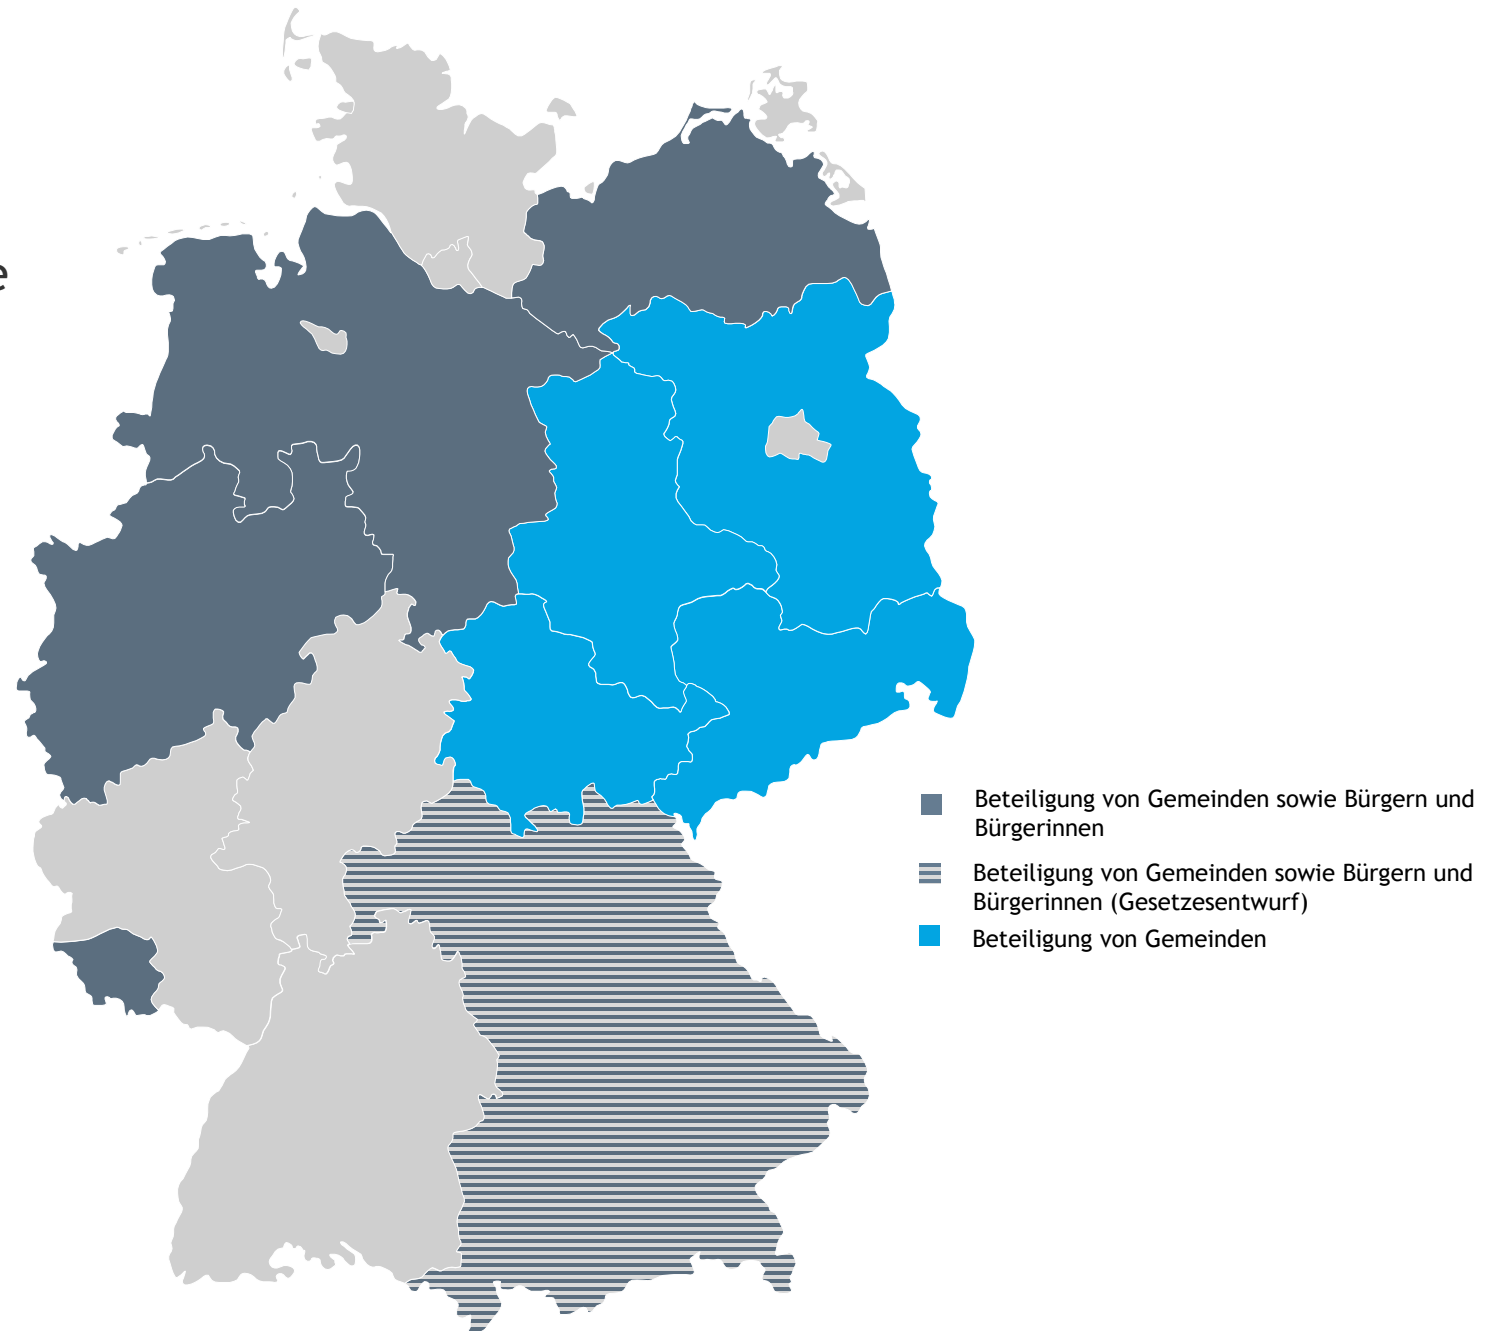 e
Beteiligung von Gemeinden sowie Bürgern und
Bürgerinnen
Beteiligung von Gemeinden sowie Bürgern und
Bürgerinnen (Gesetzesentwurf)
Beteiligung von Gemeinden